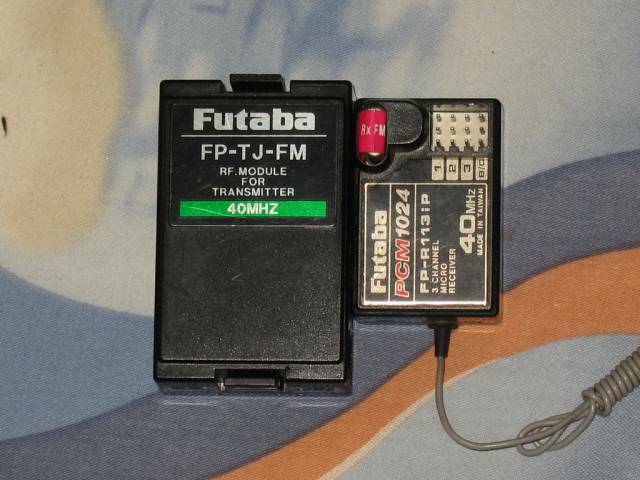 Futaba
FP-TJ-FM
RF.MODULE
FOR
TRANSMITTER
40MHZ
Rx FM
1 2 3 B/C
Futaba
PCM1024
FP-R113iP
3 CHANNEL
MICRO
RECEIVER
40MHz
MADE IN TAIWAN